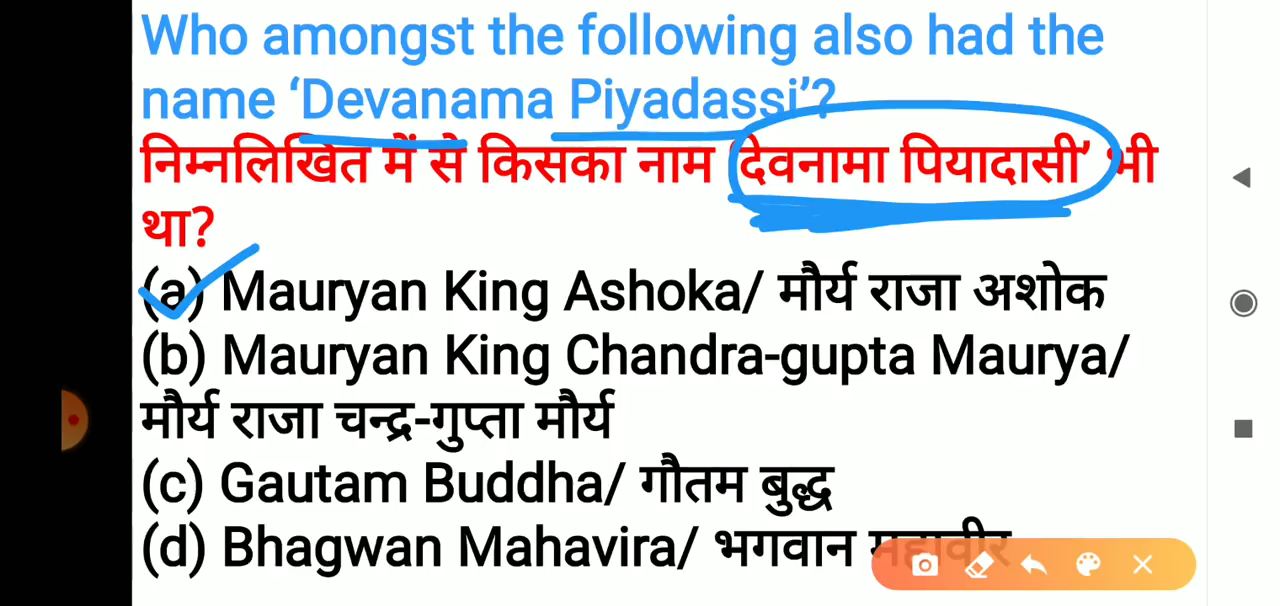 Who amongst the following also had the
name ‘Devanama Piyadassi’?
निम्नलिखित में से किसका नाम 'देवनामा पियादासी’ भी
था?
(a) Mauryan King Ashoka/ मौर्य राजा अशोक
(b) Mauryan King Chandra-gupta Maurya/
मौर्य राजा चन्द्र-गुप्ता मौर्य
(c) Gautam Buddha/ गौतम बुद्ध
(d) Bhagwan Mahavira/ भगवान महावीर